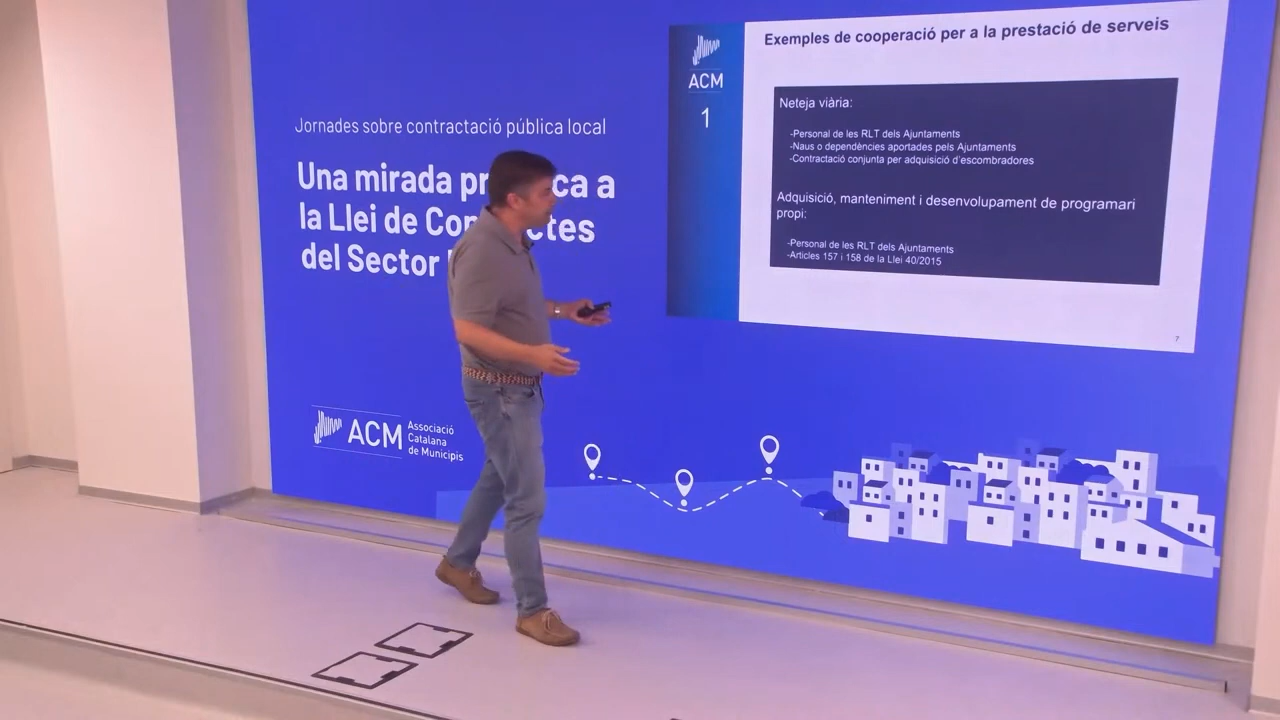 Jornades sobre contractació pública local
Una mirada pr ca a
la Llei de Con ctes
del Sector
ACM
Associació
Catalana
de Municipis
ACM
1
Exemples de cooperació per a la prestació de serveis
Neteja viària:
-Personal de les RLT dels Ajuntaments
-Naus o dependències aportades pels Ajuntaments
-Contractació conjunta per adquisició d'escombradores
Adquisició, manteniment i desenvolupament de programari
propi:
-Personal de les RLT dels Ajuntaments
-Articles 157 i 158 de la Llei 40/2015
7